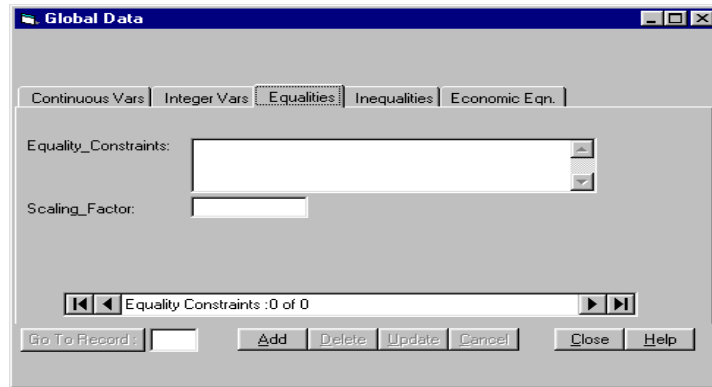 Global Data
Continuous Vars Integer Vars Equalities Inequalities Economic Eqn.
Equality_Constraints:
Scaling_Factor:
Equality Constraints :0 of 0
Go To Record : Add Delete Update Cancel Close Help